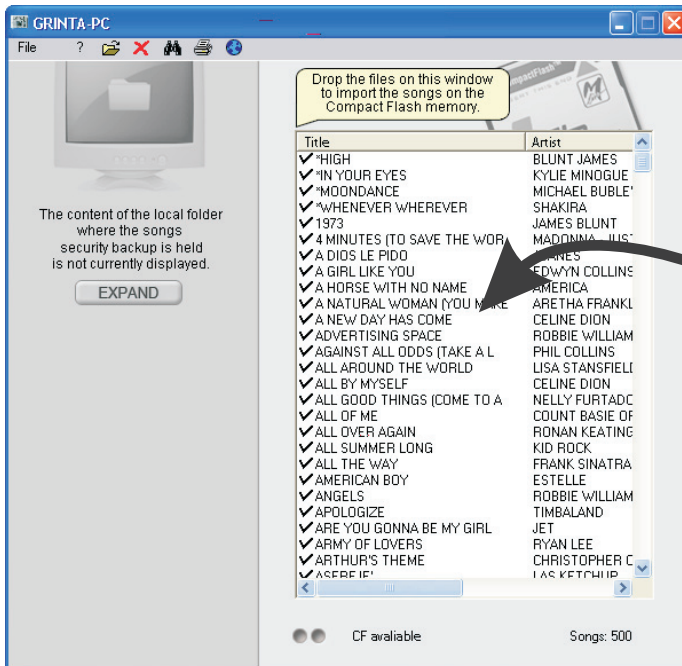 GRINTA-PC
File ?
Drop the files on this window
to import the songs on the
Compact Flash memory.
The content of the local folder
where the songs
security backup is held
is not currently displayed.
EXPAND
Title Artist
*HIGH BLUNT JAMES
*IN YOUR EYES KYLIE MINOGUE
*MOONDANCE MICHAEL BUBLE'
*WHENEVER WHEREVER SHAKIRA
1973 JAMES BLUNT
4 MINUTES (TO SAVE THE WOR MADONNA
A DIOS LE PIDO
A GIRL LIKE YOU EDWYN COLLINS
A HORSE WITH NO NAME AMERICA
A NATURAL WOMAN (YOU MAKE ARETHA FRANKL
A NEW DAY HAS COME CELINE DION
ADVERTISING SPACE ROBBIE WILLIAM
AGAINST ALL ODDS (TAKE A L PHIL COLLINS
ALL AROUND THE WORLD LISA STANSFIEL
ALL BY MYSELF CELINE DION
ALL GOOD THINGS (COME TO A NELLY FURTADO
ALL OF ME COUNT BASIE OF
ALL OVER AGAIN RONAN KEATING
ALL SUMMER LONG KID ROCK
ALL THE WAY FRANK SINATRA
AMERICAN BOY ESTELLE
ANGELS ROBBIE WILLIAM
APOLOGIZE TIMBALAND
ARE YOU GONNA BE MY GIRL JET
ARMY OF LOVERS RYAN LEE
ARTHUR'S THEME CHRISTOPHER C
ASEREJE' LAS KETCHUP
CF avaliable Songs: 500